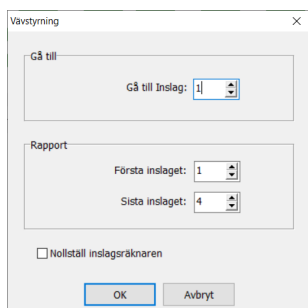 Vävstyrning
Gå till
Gå till Inslag: 1
Rapport
Första inslaget: 1
Sista inslaget: 4
Nollställ inslagsräknaren
OK Avbryt